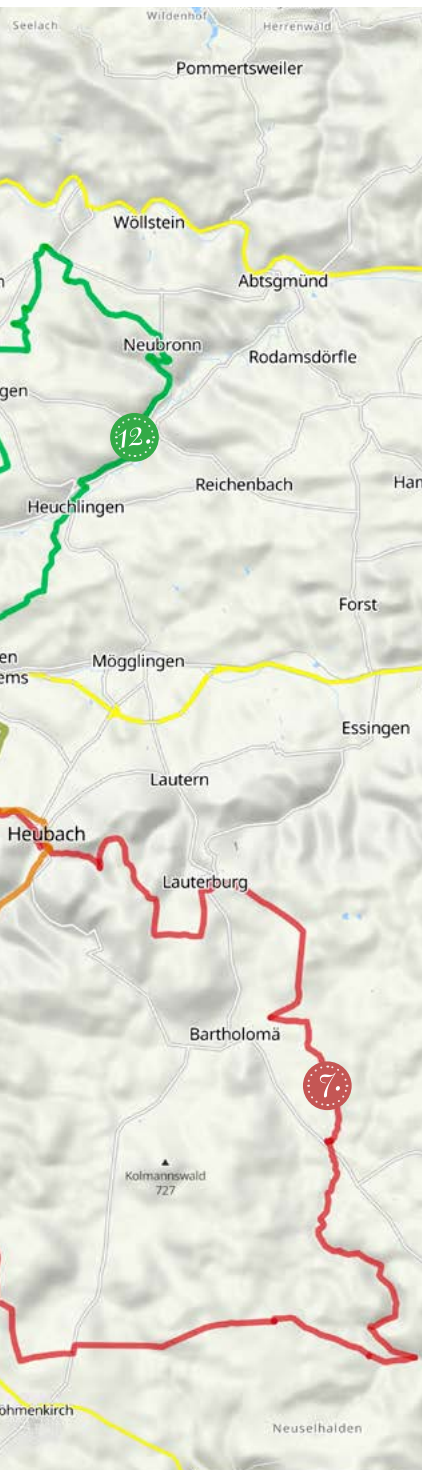 Seelach
Wildenhof
Herrenwald
Pommertsweiler
Wöllstein
n
Abtsgmünd
Neubronn
Rodamsdörfle
gen
12.
Reichenbach
Han
Heuchlingen
Forst
en
ems
Mögglingen
Essingen
Lautern
Heubach
Lauterburg
Bartholomä
7.
Kolmannswald
727
öhmenkirch
Neuselhalden